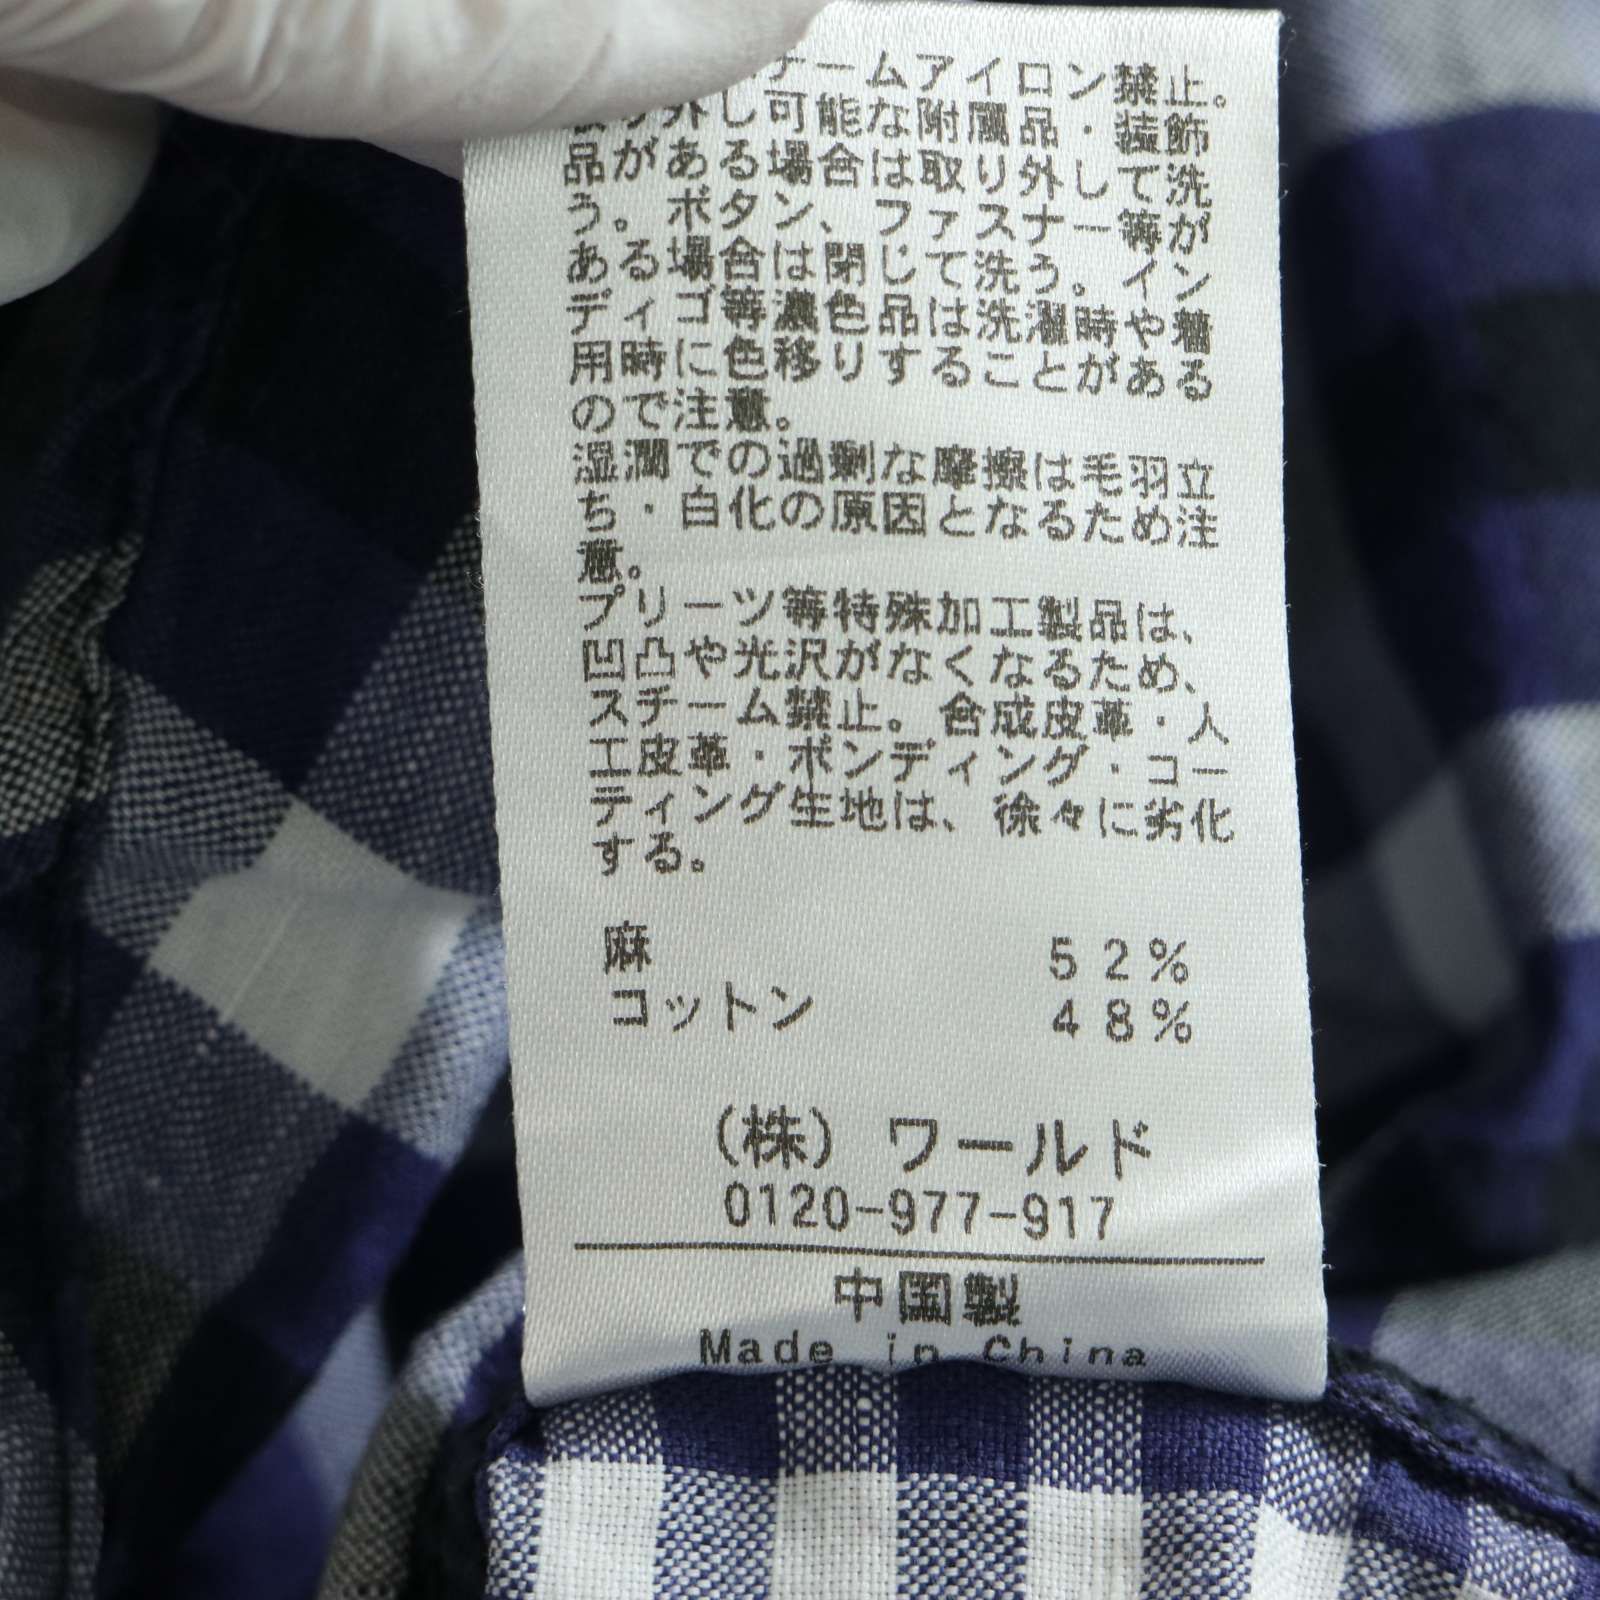 チームアイロン禁止。
外し可能な附属品・装飾
品がある場合は取り外して洗
う。ボタン、ファスナー等が
ある場合は閉じて洗う。イン
ディゴ等濃色品は洗濯時や着
用時に色移りすることがある
ので注意。
湿潤での過剰な摩擦は毛羽立
ち・白化の原因となるため注
意。
プリーツ等特殊加工製品は、
凹凸や光沢がなくなるため、
スチーム禁止。合成皮革・人
工皮革・ボンディング・コー
ティング生地は、徐々に劣化
する。
麻 52%
コットン 48%
(株)ワールド
0120-977-917
中国製
Made in China